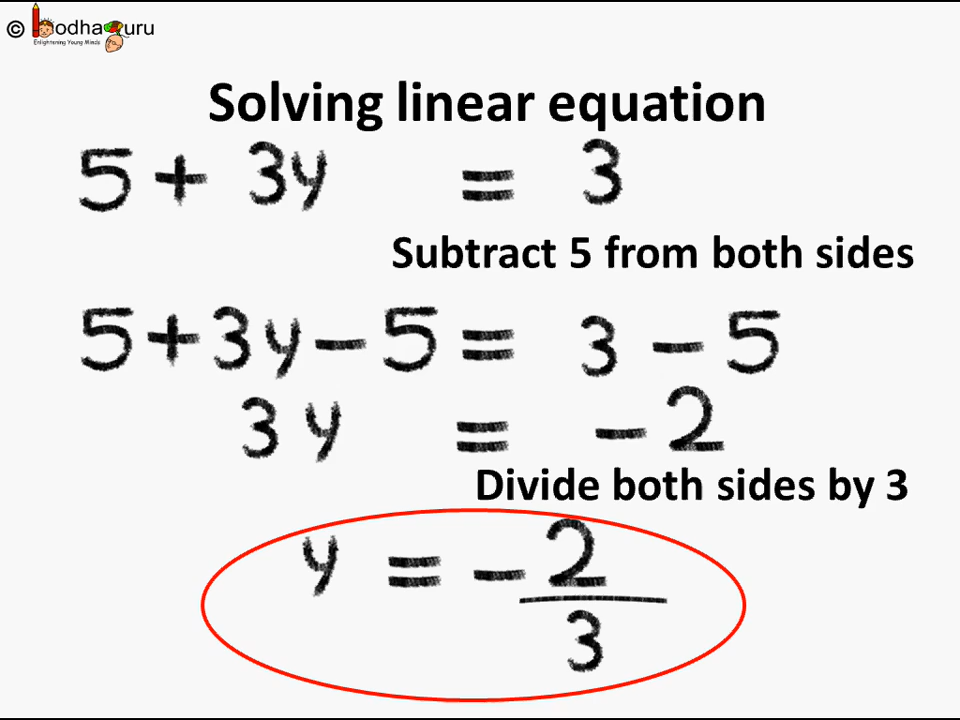 © BodhaGuru
Enlightening Young Minds
Solving linear equation
5 + 3y = 3
Subtract 5 from both sides
5+3y-5 = 3 - 5
3y = -2
Divide both sides by 3
y = - 2
3